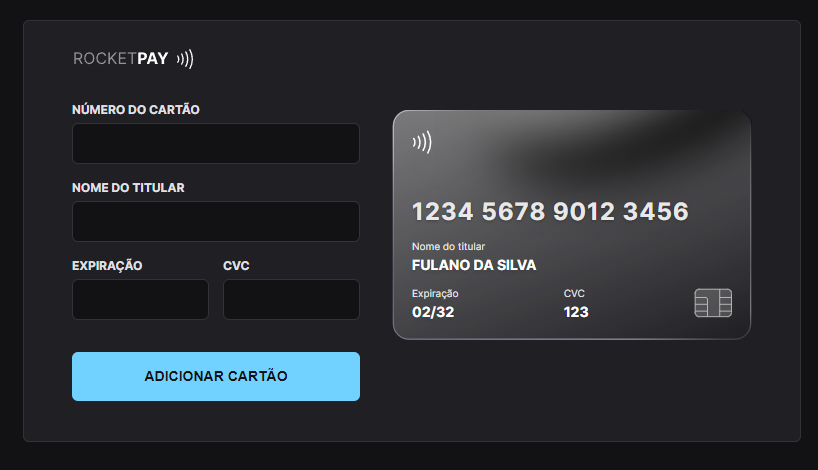 ROCKETPAY
NÚMERO DO CARTÃO
NOME DO TITULAR
EXPIRAÇÃO CVC
ADICIONAR CARTÃO
1234 5678 9012 3456
Nome do titular
FULANO DA SILVA
Expiração CVC
02/32 123